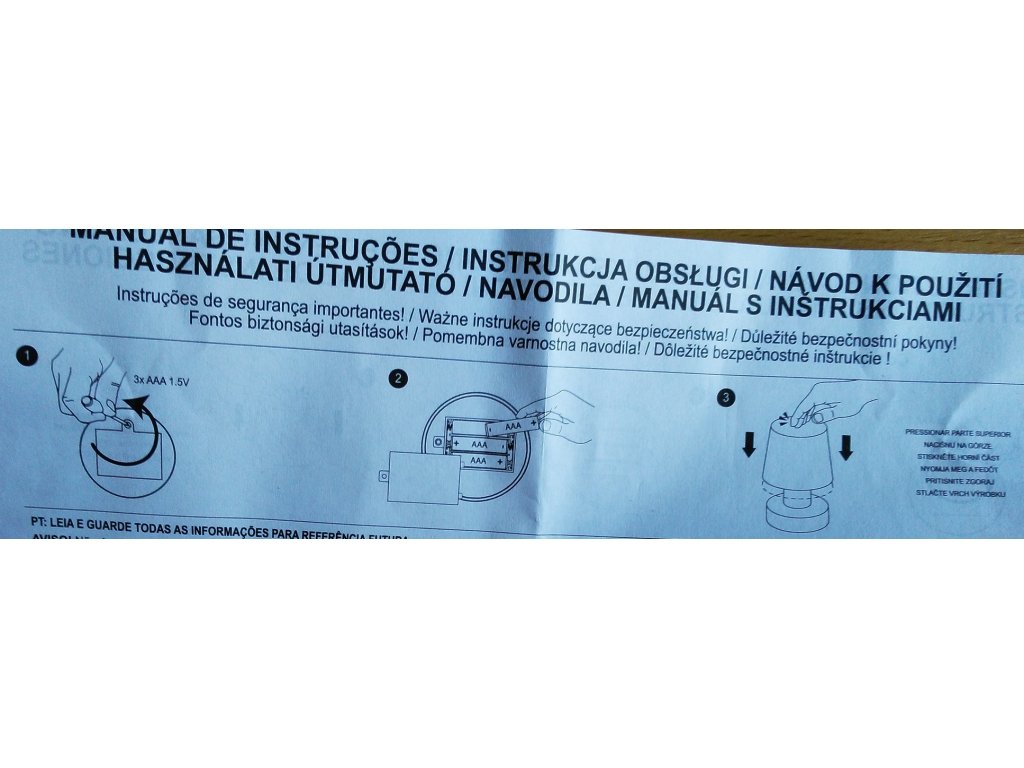 MANUAL DE INSTRUÇÕES / INSTRUKCJA OBSŁUGI / NÁVOD K POUŽITÍ
HASZNÁLATI ÚTMUTATÓ / NAVODILA / MANUÁL S INŠTRUKCIAMI
Instruções de segurança importantes! / Ważne instrukcje dotyczące bezpieczeństwa! / Důležité bezpečnostní pokyny!
Fontos biztonsági utasítások! / Pomembna varnostna navodila! / Dôležité bezpečnostné inštrukcie !
1
3x AAA 1.5V
2
AAA
AAA
AAA
3
PRESSIONAR PARTE SUPERIOR
NACIŚNIJ NA GÓRZE
STISKNĚTE HORNÍ ČÁST
NYOMJA MEG A FEDŐT
PRITISNITE ZGORAJ
STLAČTE VRCH VÝROBKU
PT: LEIA E GUARDE TODAS AS INFORMAÇÕES PARA REFERÊNCIA FUTURA